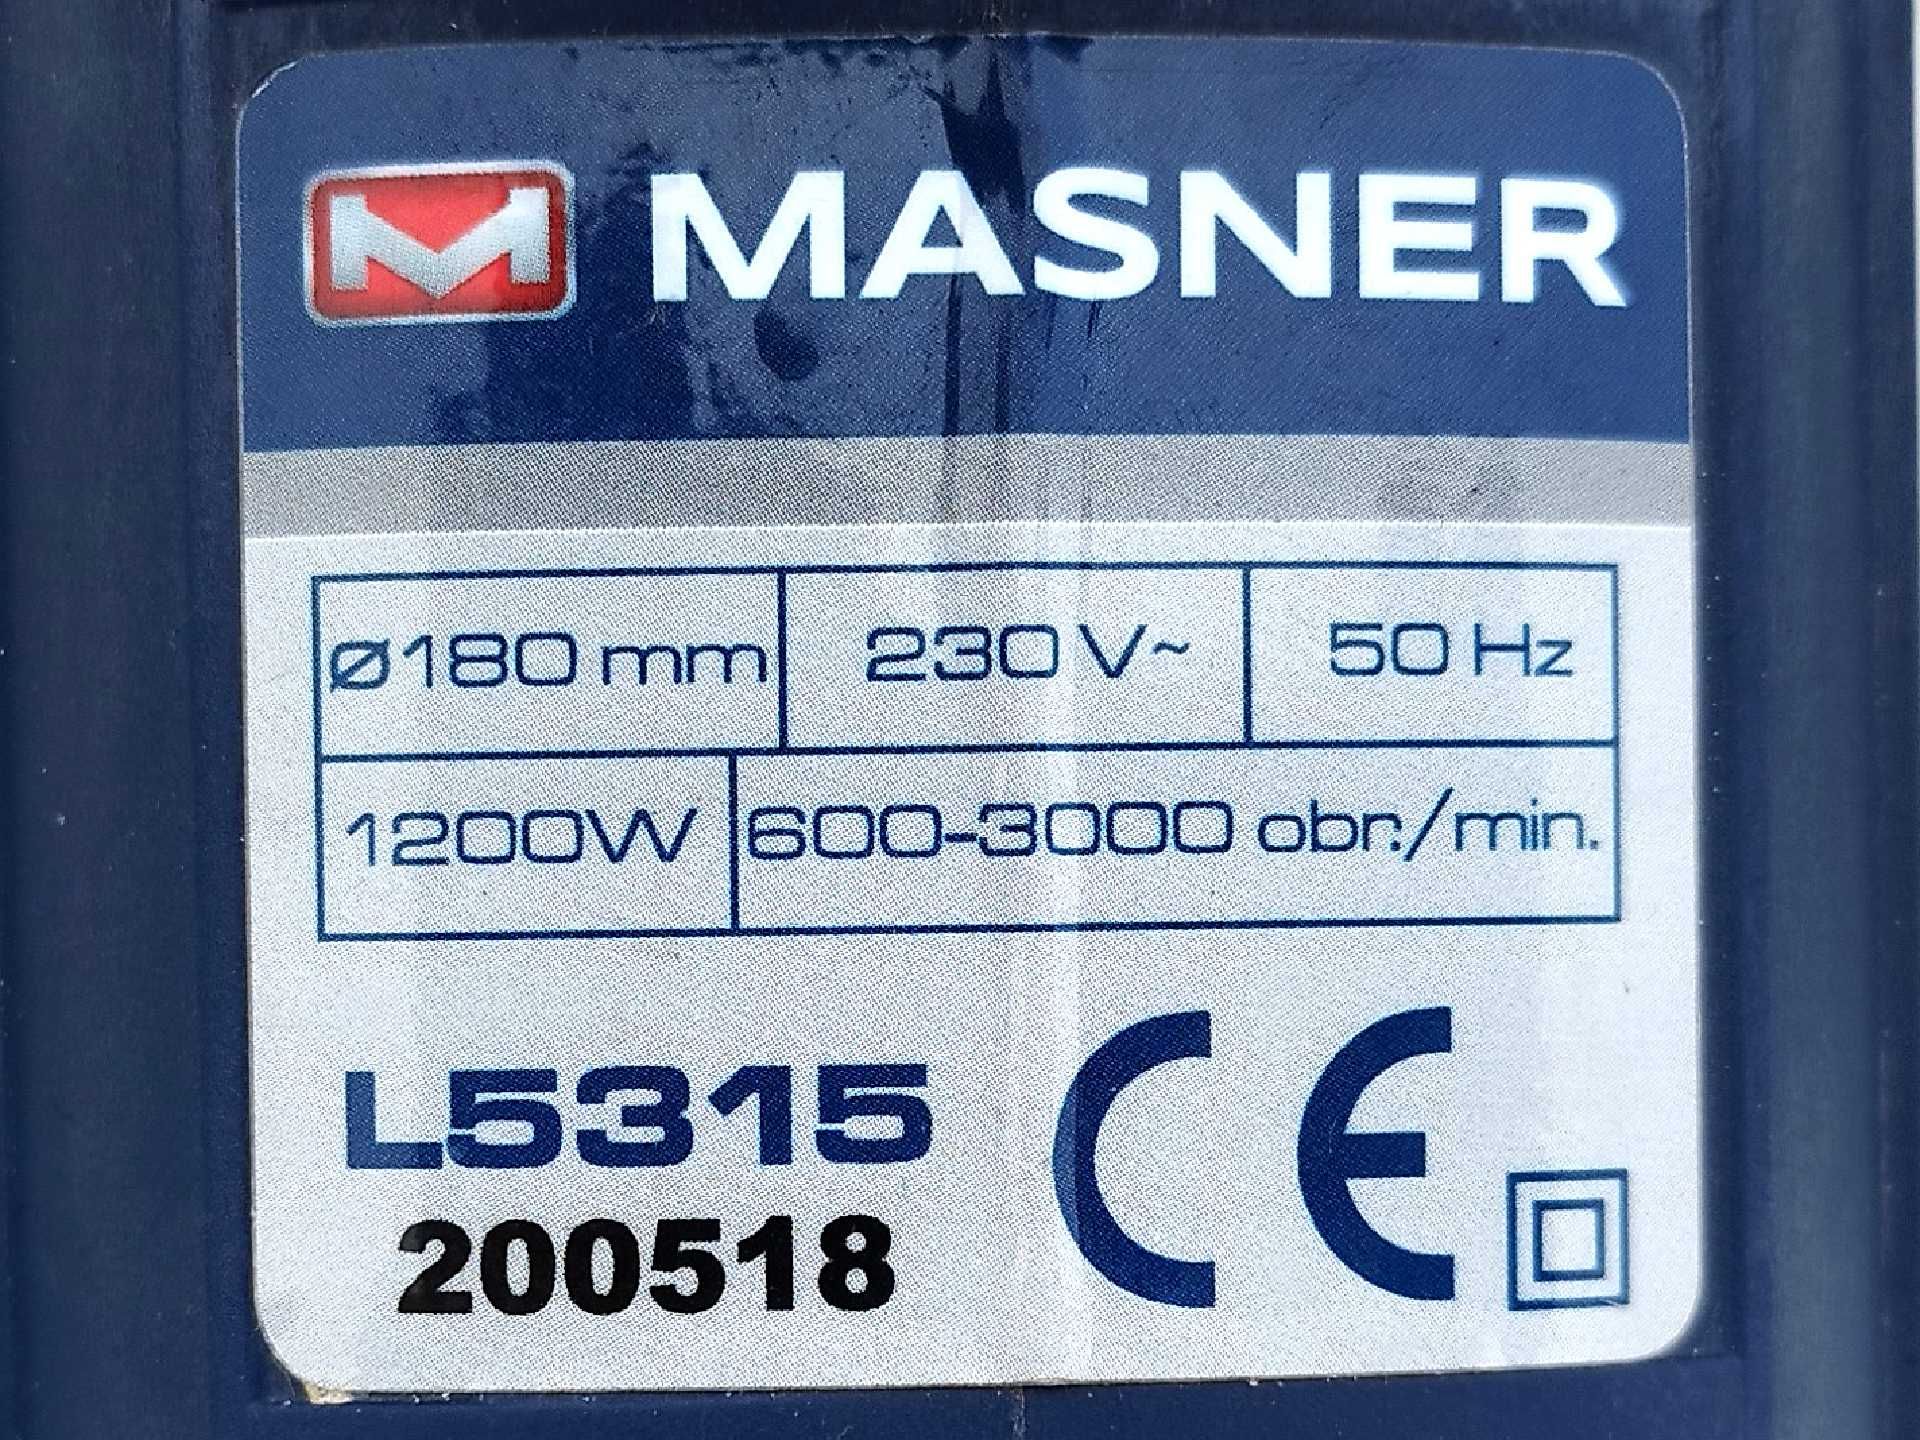 M MASNER
Ø180 mm 230 V~ 50 Hz
1200W 600-3000 obr./min.
L5315
200518
CE